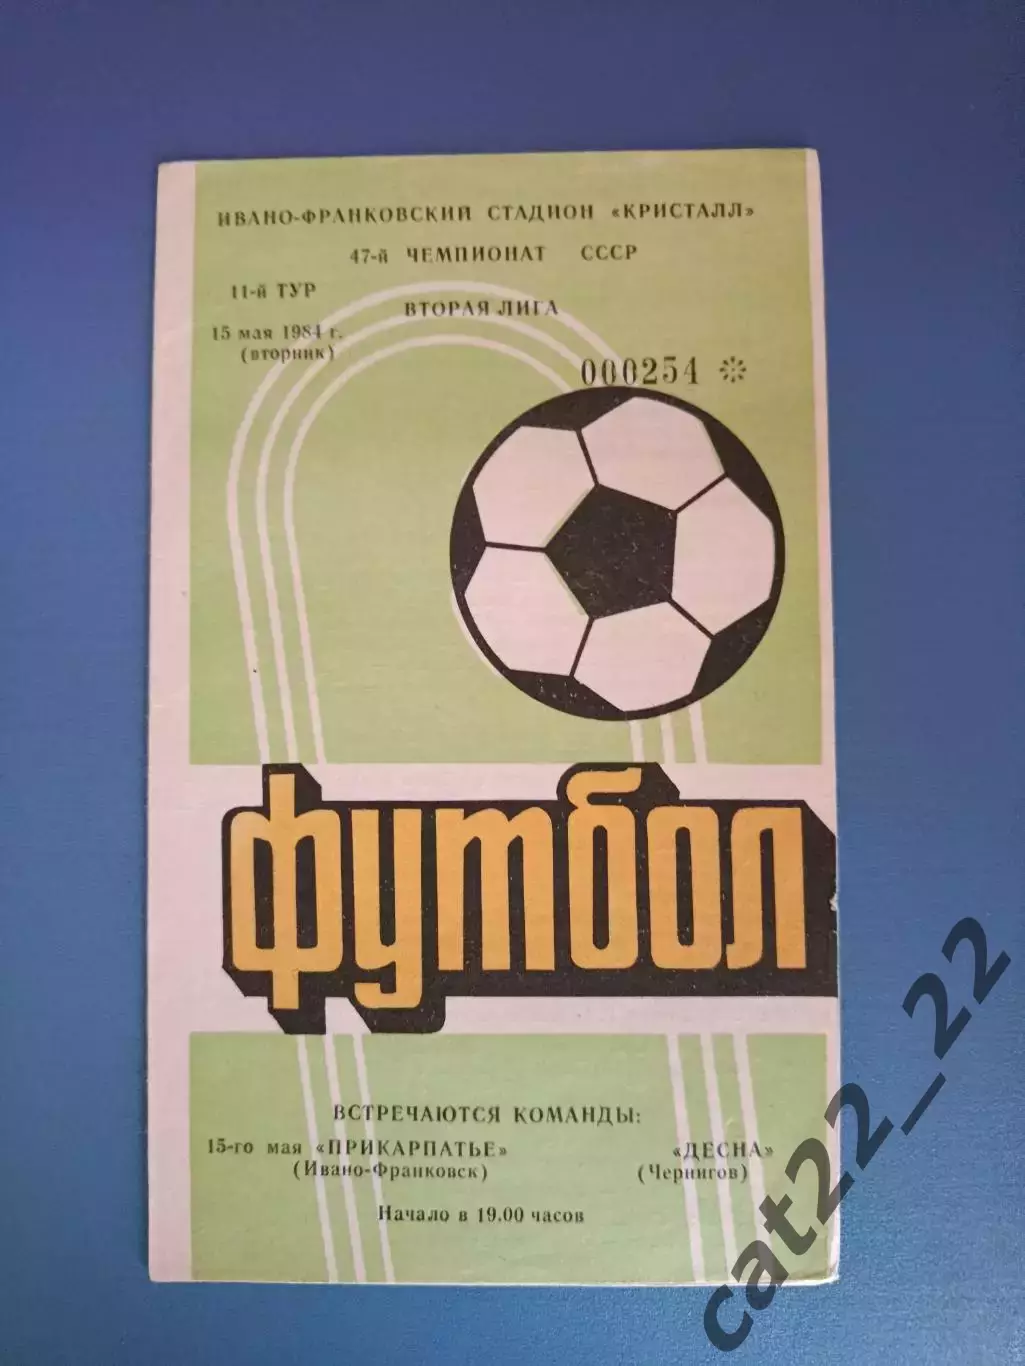 ИВАНО-ФРАНКОВСКИЙ СТАДИОН «КРИСТАЛЛ»
47-й ЧЕМПИОНАТ СССР
11-й ТУР
ВТОРАЯ ЛИГА
15 мая 1984 г.
(вторник)
000254 *
футбол
ВСТРЕЧАЮТСЯ КОМАНДЫ:
15-го мая «ПРИКАРПАТЬЕ» «ДЕСНА»
(Ивано-Франковск) (Чернигов)
Начало в 19.00 часов
cat22_22